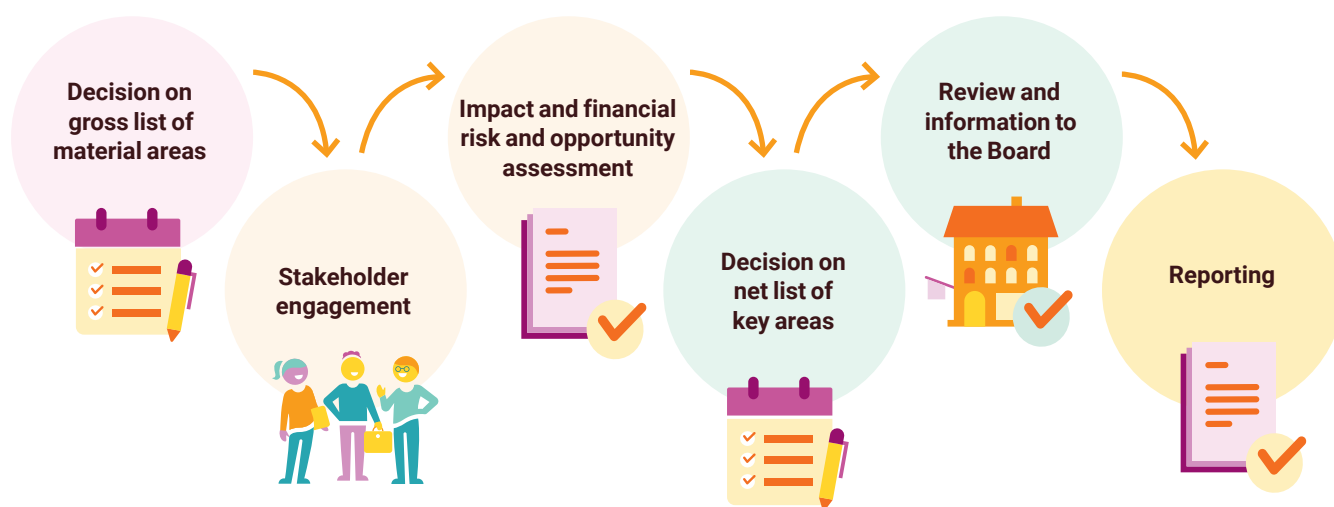 Decision on
gross list of
material areas
Stakeholder
engagement
Impact and financial
risk and opportunity
assessment
Decision on
net list of
key areas
Review and
information to
the Board
Reporting